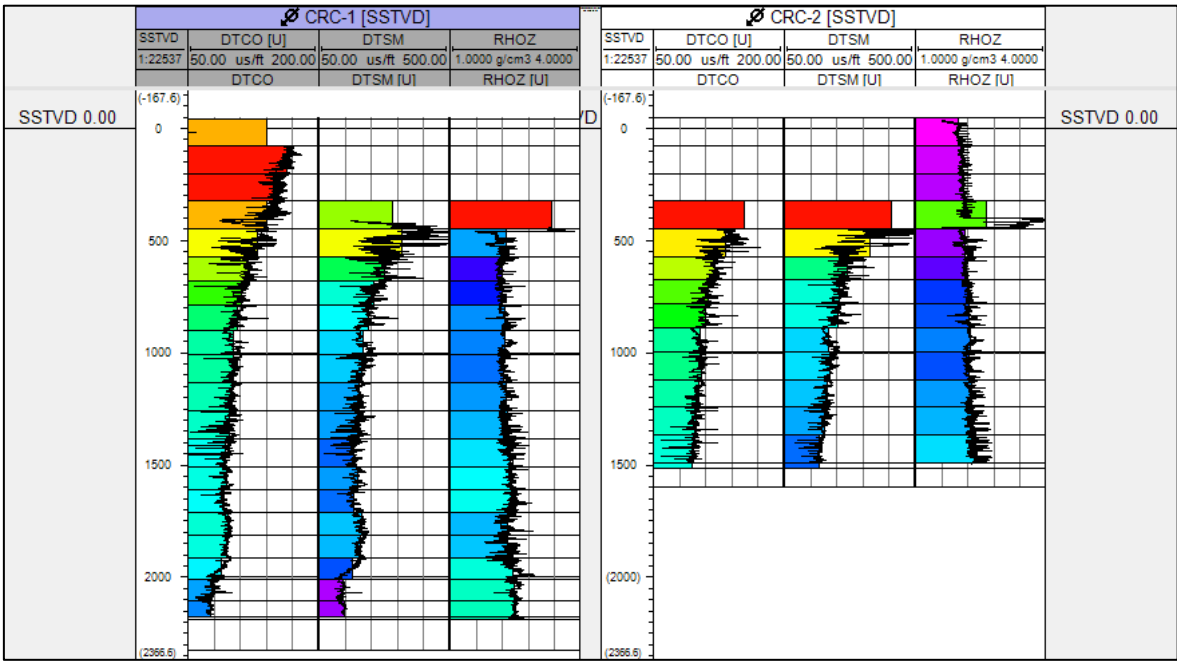 CRC-1 [SSTVD]
SSTVD DTCO [U] DTSM RHOZ
1:22537 50.00 us/ft 200.00 50.00 us/ft 500.00 1.0000 g/cm3 4.0000
DTCO DTSM [U] RHOZ [U]
CRC-2 [SSTVD]
SSTVD DTCO [U] DTSM RHOZ
1:22537 50.00 us/ft 200.00 50.00 us/ft 500.00 1.0000 g/cm3 4.0000
DTCO DTSM [U] RHOZ [U]
SSTVD 0.00
(-167.6)
0
500
1000
1500
2000
(2366.6)
/D
(-167.6)
0
500
1000
1500
(2000)
(2366.6)
SSTVD 0.00